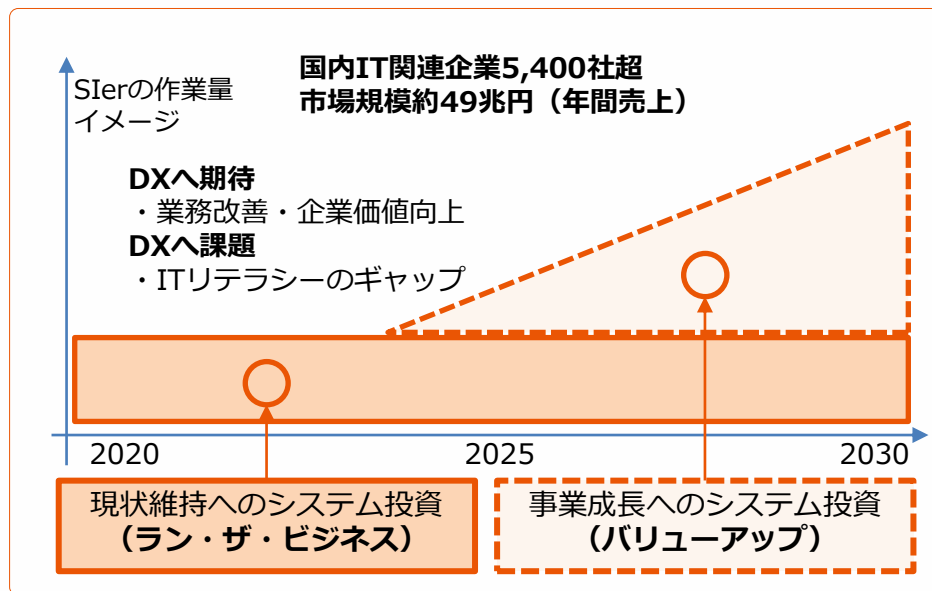 国内IT関連企業5,400社超
市場規模約49兆円（年間売上）
SIerの作業量
イメージ
DXへ期待
・業務改善・企業価値向上
DXへ課題
・ITリテラシーのギャップ
2020
2025
2030
現状維持へのシステム投資
（ラン・ザ・ビジネス）
事業成長へのシステム投資
（バリューアップ）